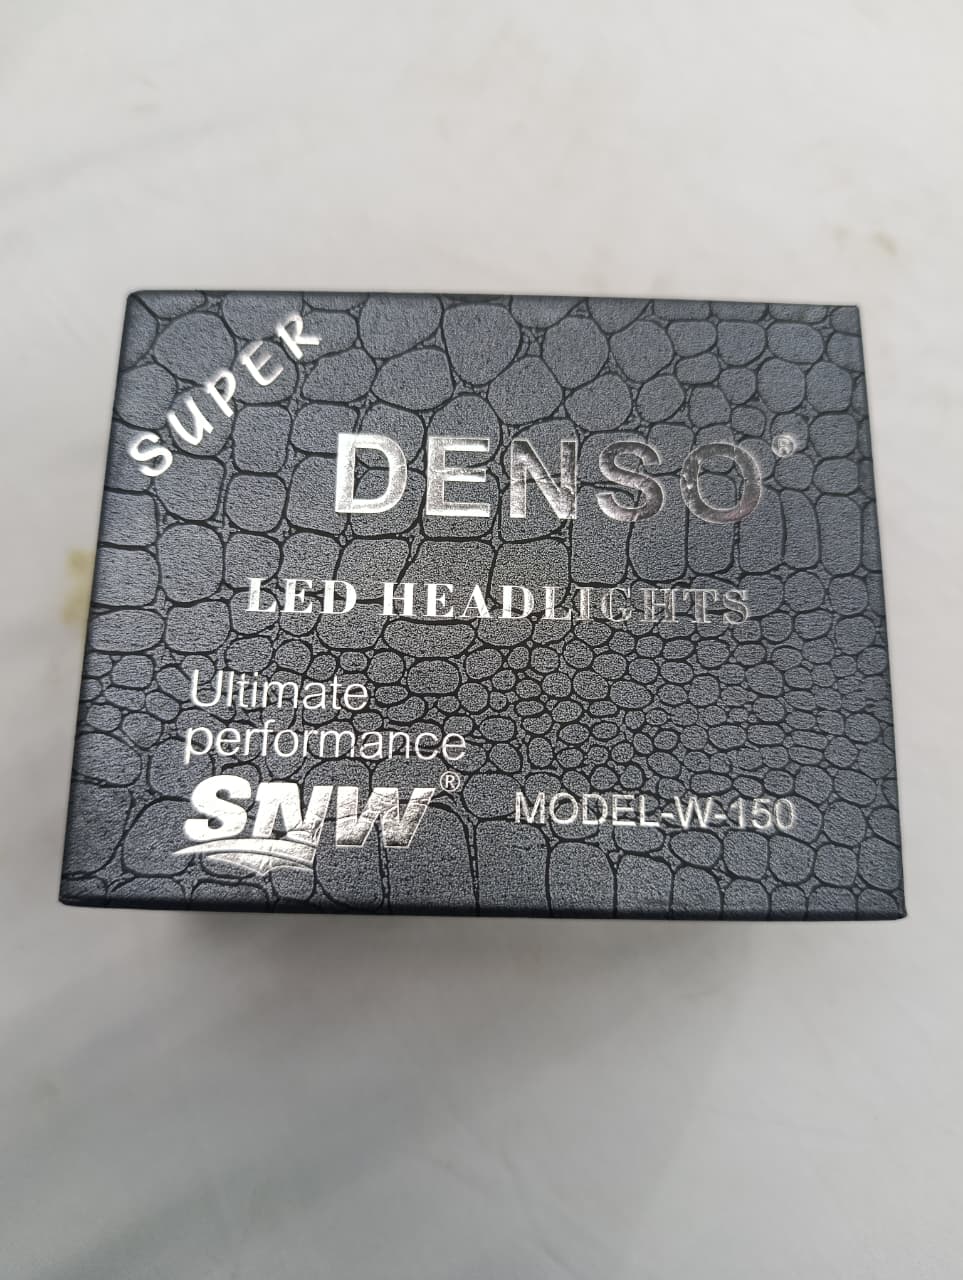 SUPER
DENSO®
LED HEADLIGHTS
Ultimate
performance
SNW®
MODEL-W-150